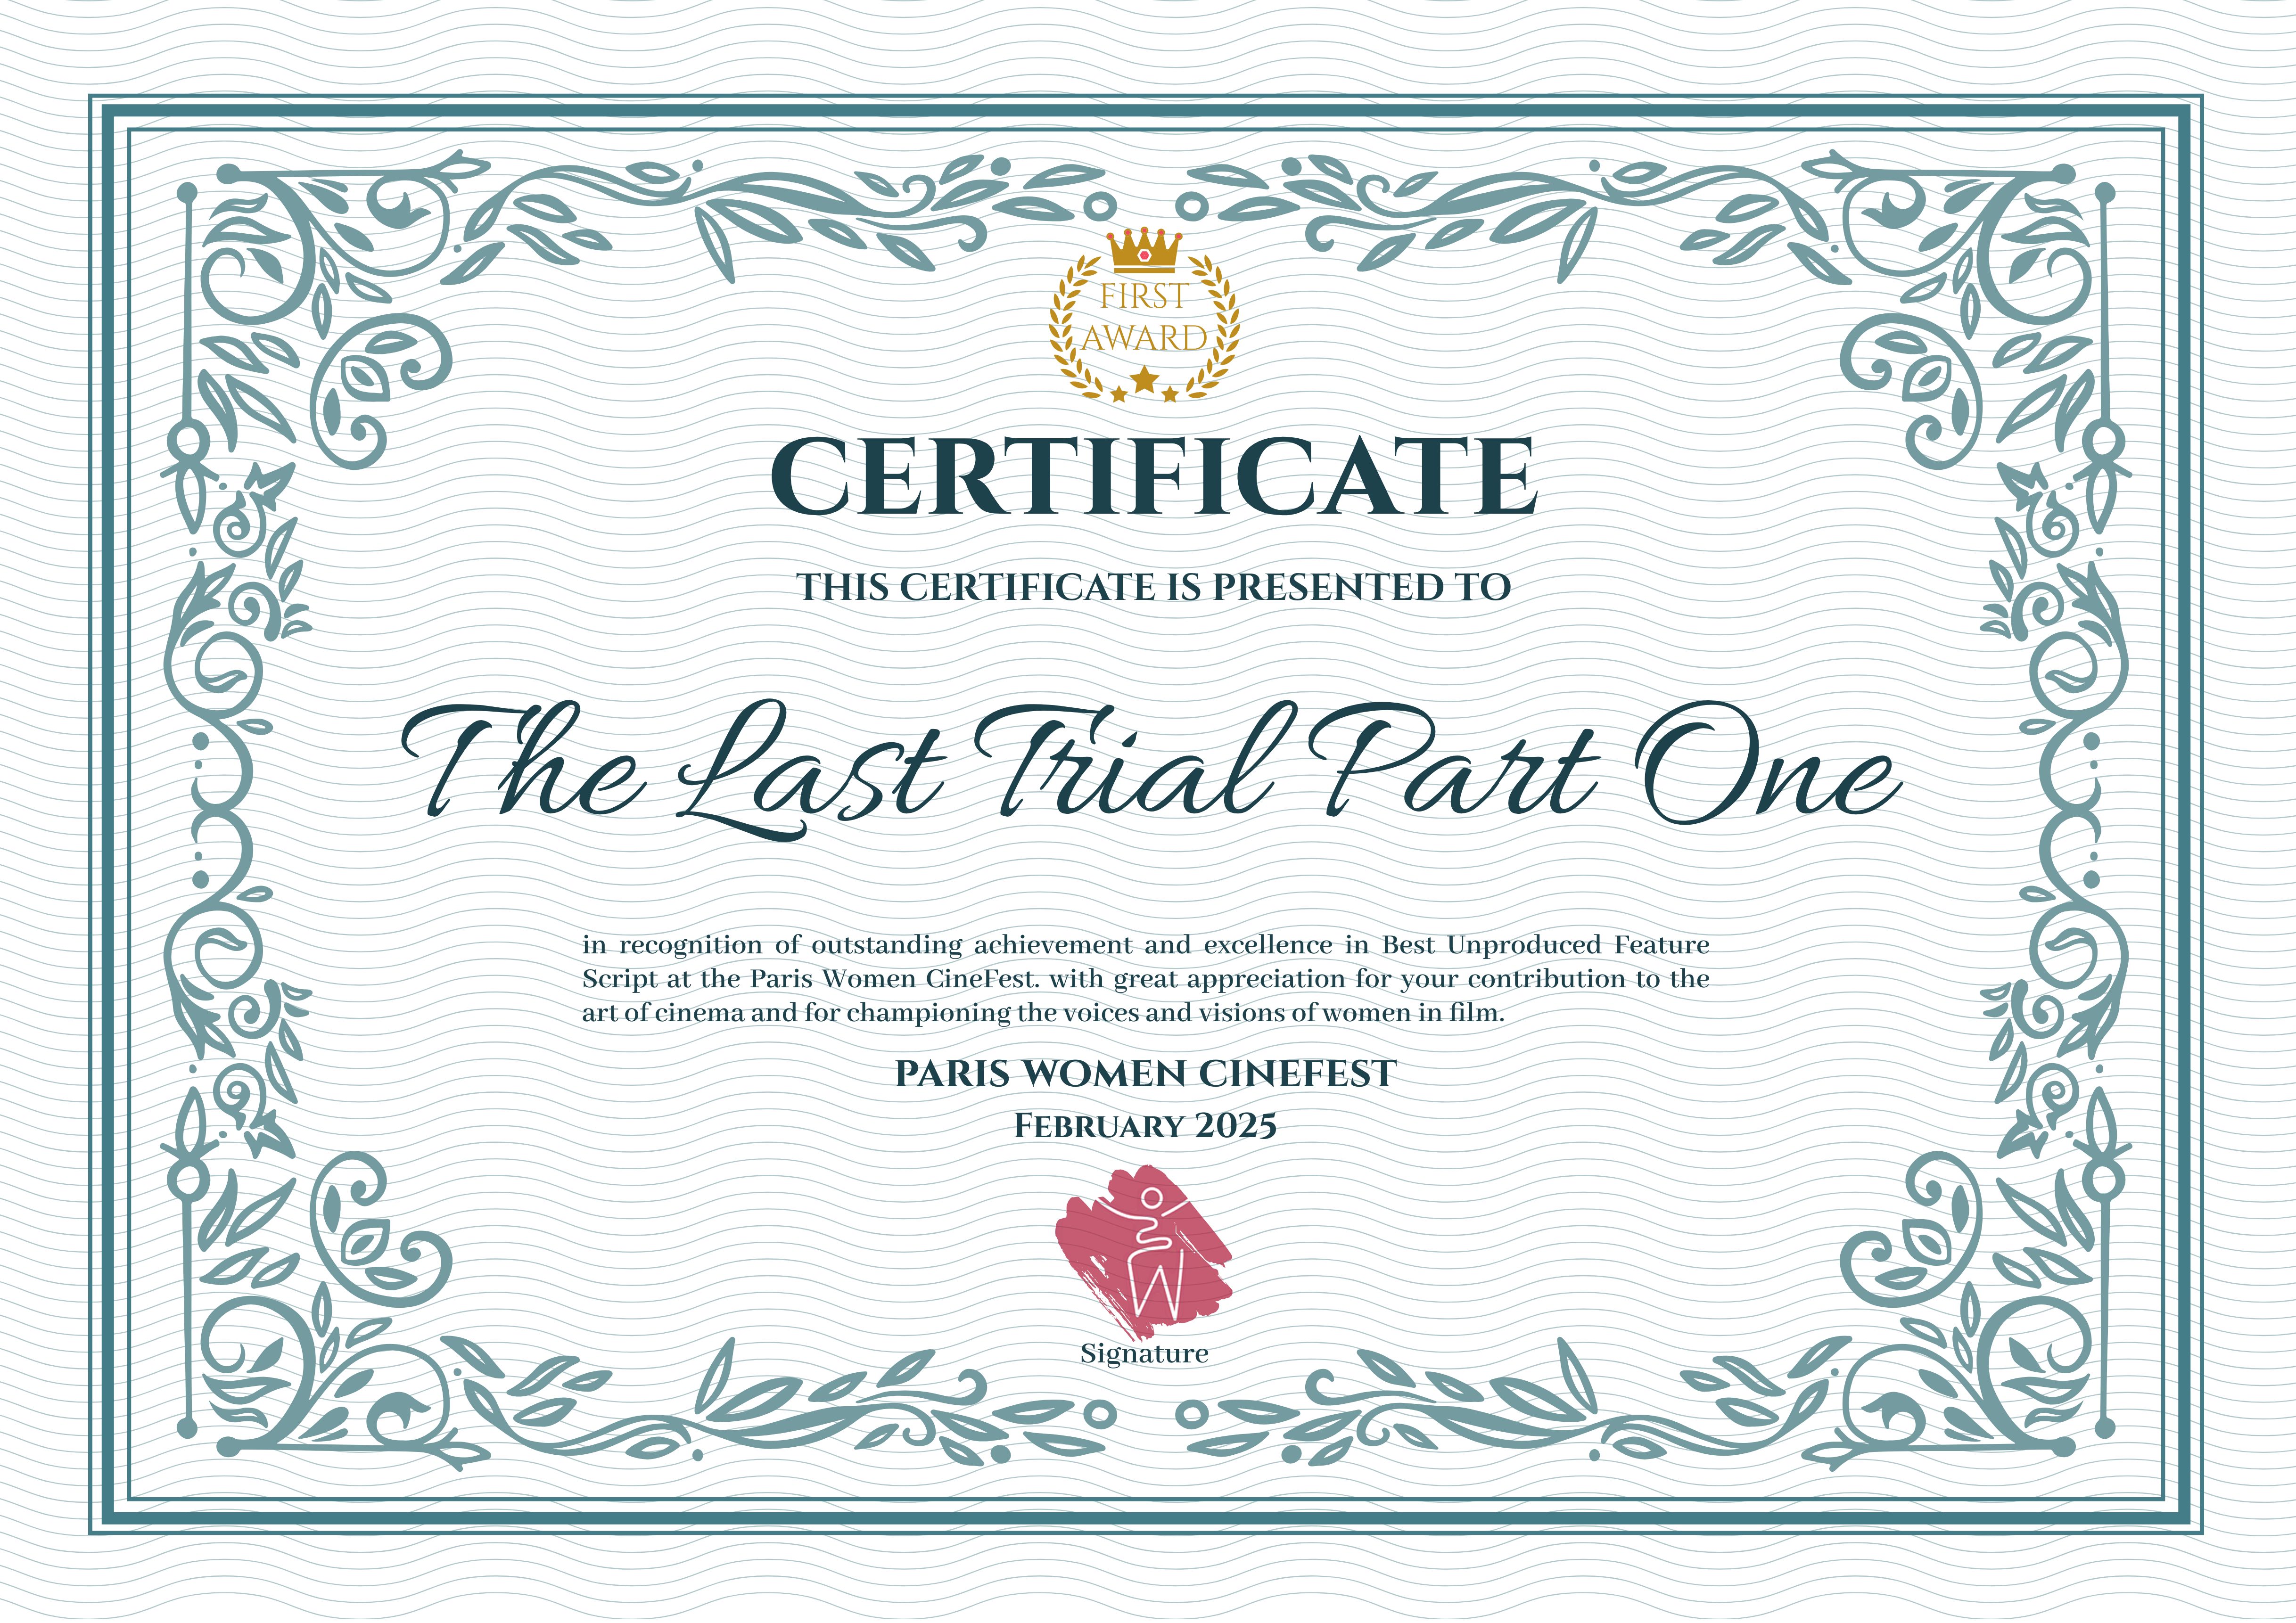 FIRST
AWARD
CERTIFICATE
THIS CERTIFICATE IS PRESENTED TO
The Last Trial Part One
in recognition of outstanding achievement and excellence in Best Unproduced Feature
Script at the Paris Women CineFest. with great appreciation for your contribution to the
art of cinema and for championing the voices and visions of women in film.
PARIS WOMEN CINEFEST
FEBRUARY 2025
W
Signature